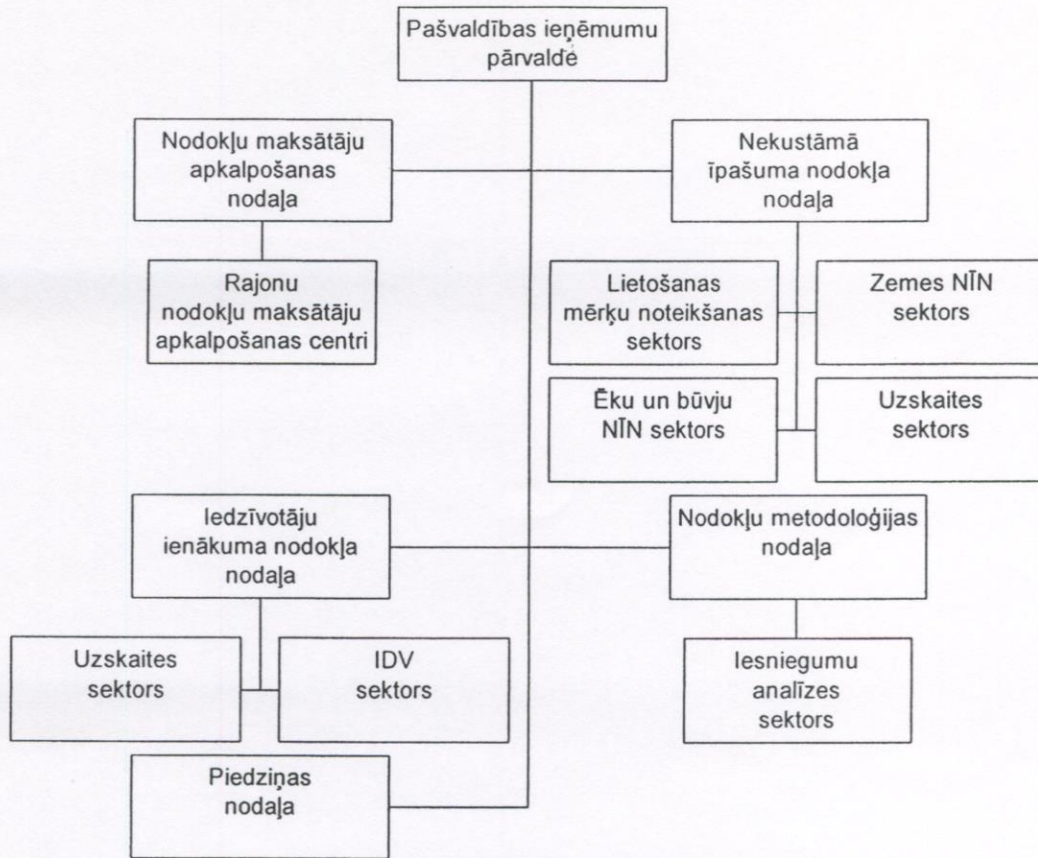 Pašvaldības ieņēmumu
pārvalde
Nodokļu maksātāju
apkalpošanas
nodaļa
Nekustāmā
īpašuma nodokļa
nodaļa
Rajonu
nodokļu maksātāju
apkalpošanas centri
Lietošanas
mērķu noteikšanas
sektors
Zemes NĪN
sektors
Ēku un būvju
NĪN sektors
Uzskaites
sektors
Iedzīvotāju
ienākuma nodokļa
nodaļa
Nodokļu metodoloģijas
nodaļa
Uzskaites
sektors
IDV
sektors
Iesniegumu
analīzes
sektors
Piedziņas
nodaļa